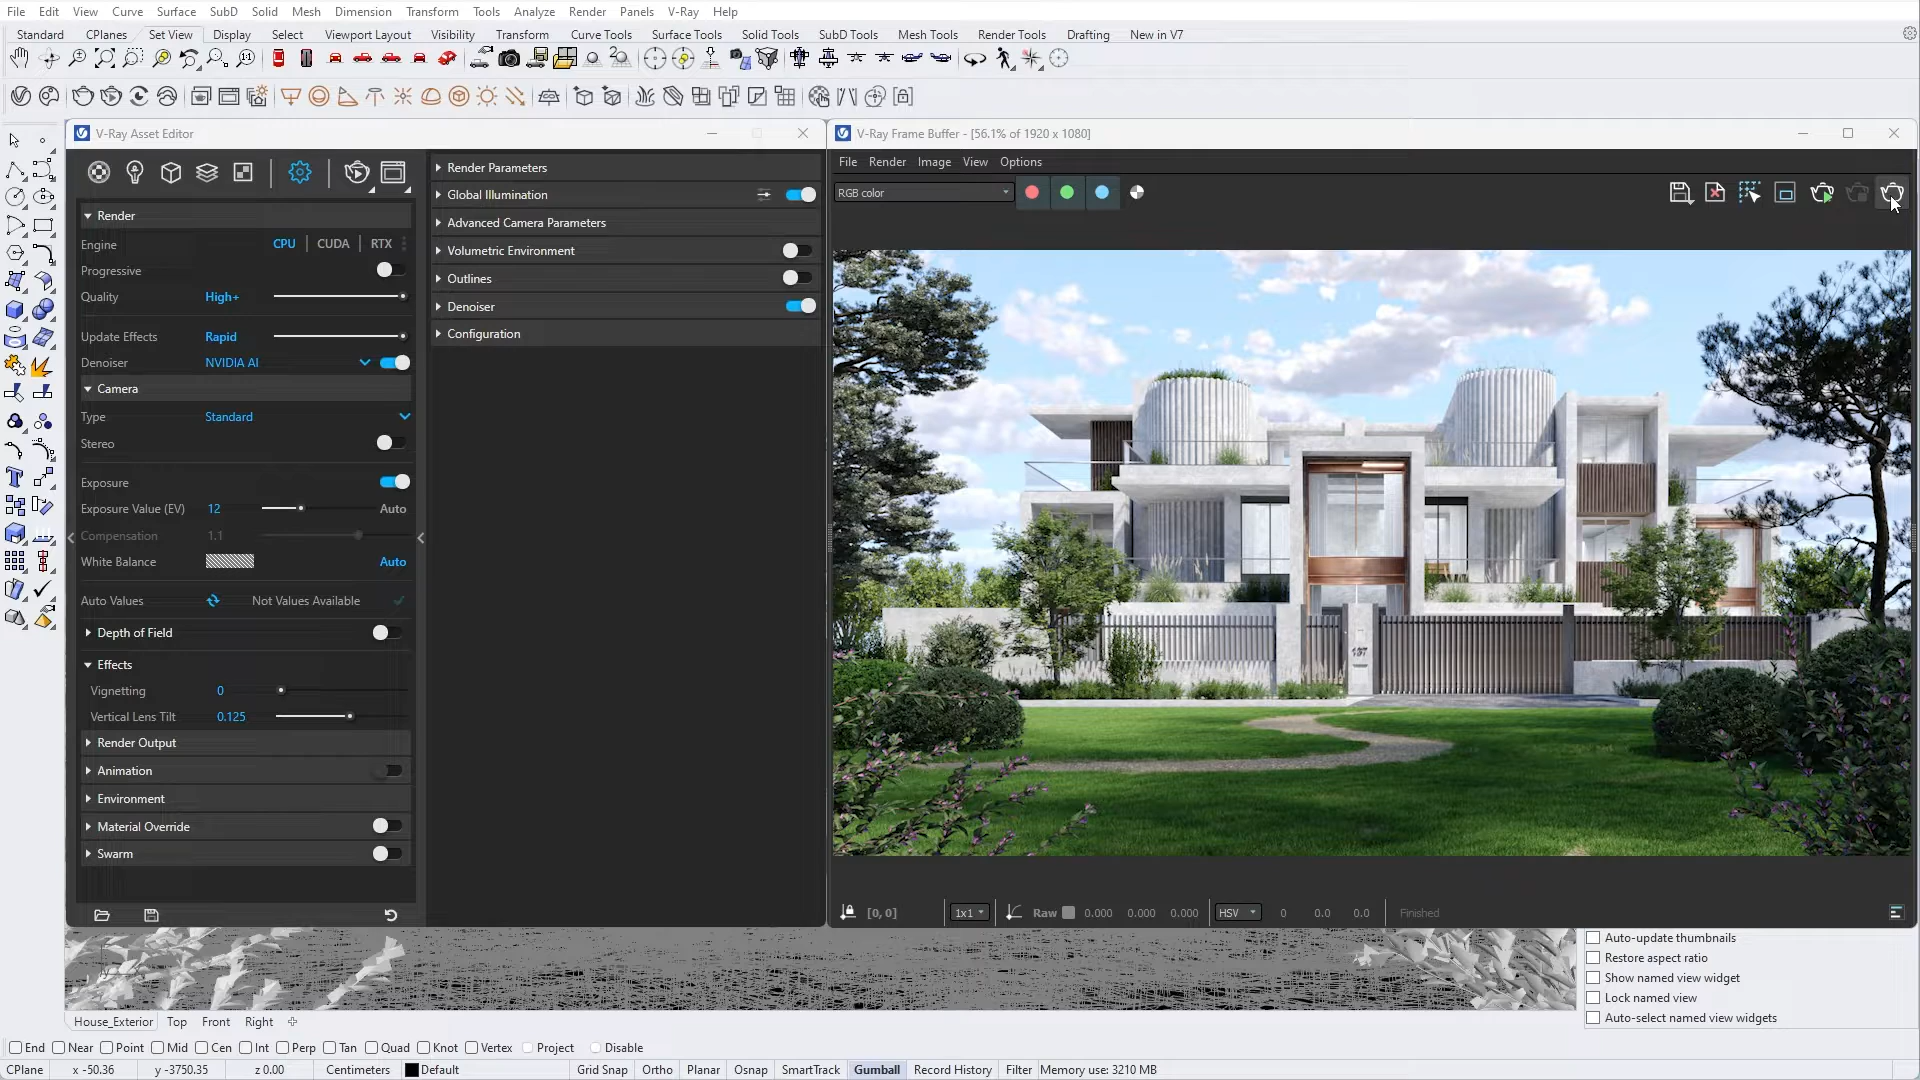 File Edit View Curve Surface SubD Solid Mesh Dimension Transform Tools Analyze Render Panels V-Ray Help
Standard CPlanes Set View Display Select Viewport Layout Visibility Transform Curve Tools Surface Tools Solid Tools SubD Tools Mesh Tools Render Tools Drafting New in V7
V-Ray Asset Editor
Render
Engine CPU CUDA RTX
Progressive
Quality High+
Update Effects Rapid
Denoiser NVIDIA AI
Camera
Type Standard
Stereo
Exposure
Exposure Value (EV) 12 Auto
Compensation 1.1
White Balance Auto
Auto Values Not Values Available
Depth of Field
Effects
Vignetting 0
Vertical Lens Tilt 0.125
Render Output
Animation
Environment
Material Override
Swarm
Render Parameters
Global Illumination
Advanced Camera Parameters
Volumetric Environment
Outlines
Denoiser
Configuration
V-Ray Frame Buffer - [56.1% of 1920 x 1080]
File Render Image View Options
RGB color
137
[0, 0] 1x1 Raw 0.000 0.000 0.000 HSV 0 0.0 0.0 Finished
Auto-update thumbnails
Restore aspect ratio
Show named view widget
Lock named view
Auto-select named view widgets
House_Exterior Top Front Right
End Near Point Mid Cen Int Perp Tan Quad Knot Vertex Project Disable
CPlane x -50.36 y -3750.35 z 0.00 Centimeters Default Grid Snap Ortho Planar Osnap SmartTrack Gumball Record History Filter Memory use: 3210 MB